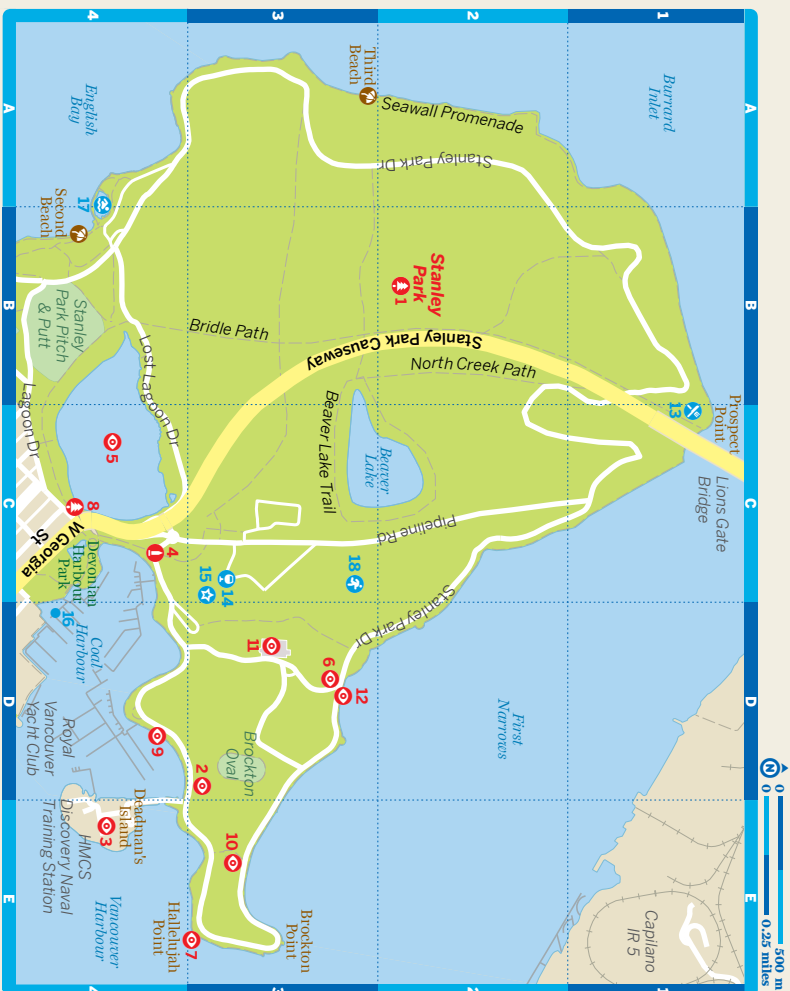 A
B
C
D
E
1
2
3
4
Burrard
Inlet
Prospect
Point
13
Lions Gate
Bridge
Capilano
IR 5
N
0
500 m
0
0.25 miles
Third
Beach
Seawall Promenade
Stanley Park Dr
Stanley
Park
1
Stanley Park Causeway
North Creek Path
Bridle Path
Beaver Lake Trail
Beaver
Lake
Pipeline Rd
18
Stanley Park Dr
First
Narrows
English
Bay
17
Second
Beach
Stanley
Park Pitch
& Putt
Lost Lagoon Dr
Lagoon Dr
5
8
4
14
15
W Georgia
St
Devonian
Harbour
Park
16
Coal
Harbour
11
6
12
9
2
Brockton
Oval
Royal
Vancouver
Yacht Club
Deadman's
Island
3
HMCS
Discovery Naval
Training Station
10
Brockton
Point
7
Hallelujah
Point
Vancouver
Harbour
A
B
C
D
E
4